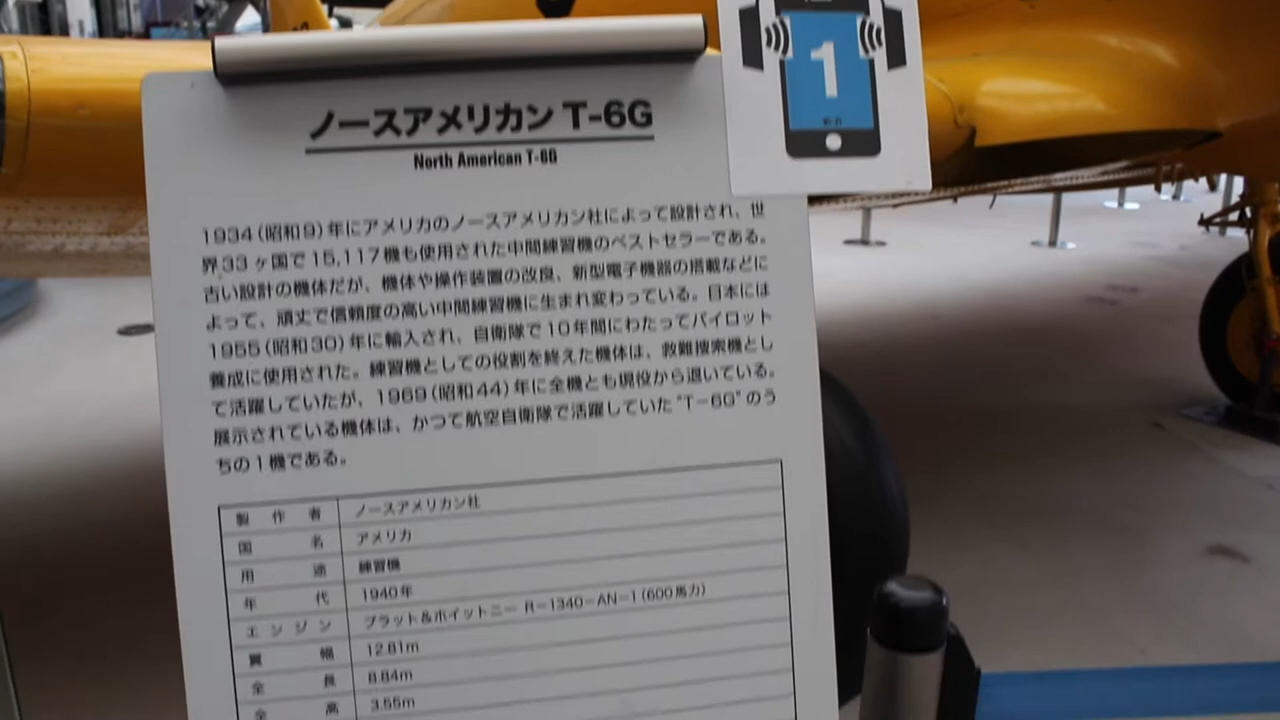 1
Wi-Fi
ノースアメリカン T-6G
North American T-6G
1934(昭和9)年にアメリカのノースアメリカン社によって設計され、世
界33ヶ国で15,117機も使用された中間練習機のベストセラーである。
古い設計の機体だが、機体や操作装置の改良、新型電子機器の搭載などに
よって、頑丈で信頼度の高い中間練習機に生まれ変わっている。日本には
1955(昭和30)年に輸入され、自衛隊で10年間にわたってパイロット
養成に使用された。練習機としての役割を終えた機体は、救難捜索機とし
て活躍していたが、1969(昭和44)年に全機とも現役から退いている。
展示されている機体は、かつて航空自衛隊で活躍していた“T-6G”のう
ちの1機である。
製作者 ノースアメリカン社
国名 アメリカ
用途 練習機
年代 1940年
エンジン プラット&ホイットニー R-1340-AN-1(600馬力)
翼幅 12.81m
全長 8.84m
全高 3.55m